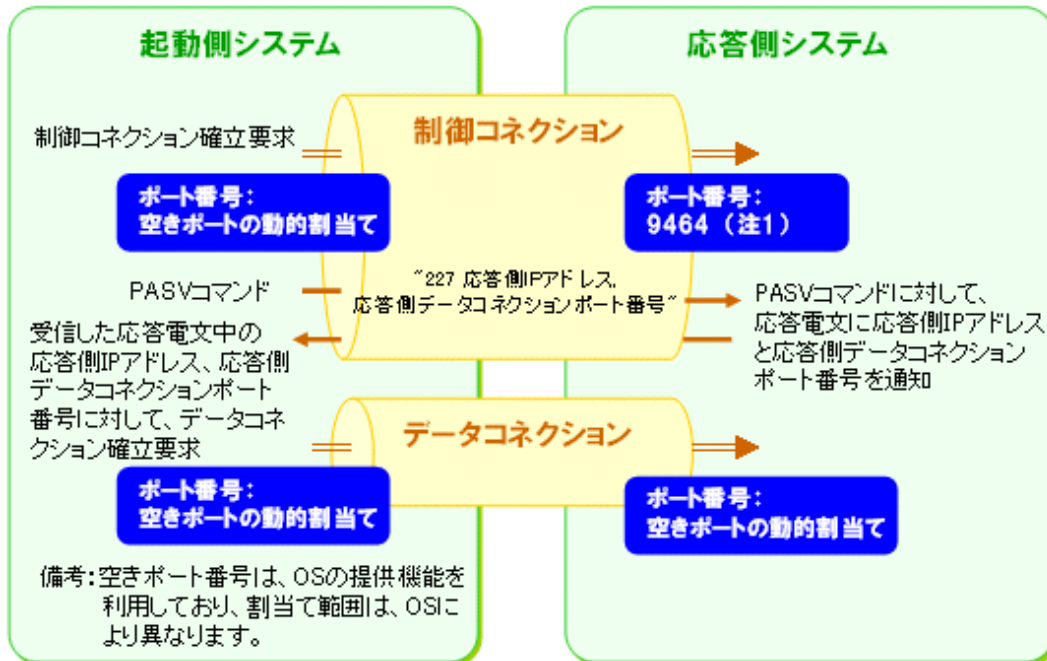 起動側システム
応答側システム
制御コネクション
制御コネクション確立要求
ポート番号:
空きポートの動的割当て
ポート番号:
9464（注1）
PASVコマンド
"227 応答側IPアドレス,
応答側データコネクションポート番号"
PASVコマンドに対して、
応答電文に応答側IPアドレス
と応答側データコネクション
ポート番号を通知
受信した応答電文中の
応答側IPアドレス、応答側
データコネクションポート
番号に対して、データコネ
クション確立要求
データコネクション
ポート番号:
空きポートの動的割当て
ポート番号:
空きポートの動的割当て
備考:空きポート番号は、OSの提供機能を
利用しており、割当て範囲は、OSに
より異なります。